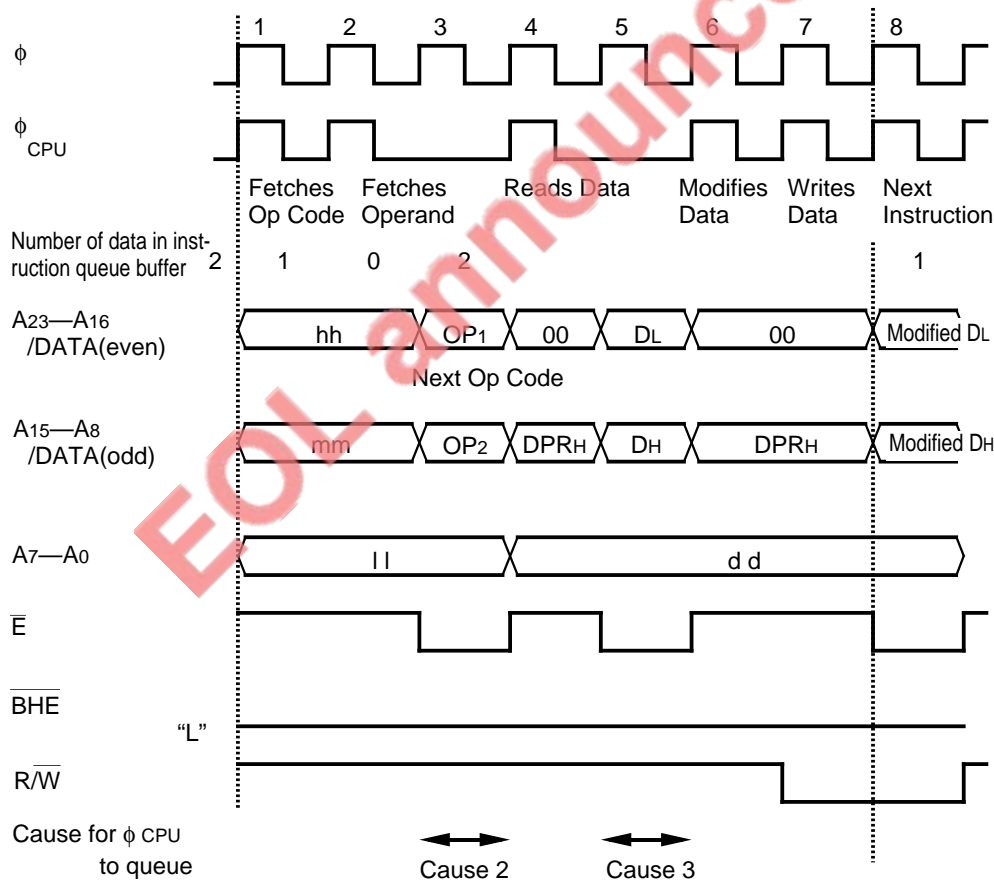 1 2 3 4 5 6 7 8
ϕ
ϕ
CPU
Fetches Fetches Reads Data Modifies Writes Next
Op Code Operand Data Data Instruction
Number of data in inst-
ruction queue buffer 2 1 0 2 1
A23—A16
/DATA(even)
hh OP1 00 DL 00 Modified DL
Next Op Code
A15—A8
/DATA(odd)
mm OP2 DPRH DH DPRH Modified DH
A7—A0
l l d d
E
BHE
“L”
R/W
Cause for ϕ CPU
to queue
Cause 2 Cause 3
EOL announc